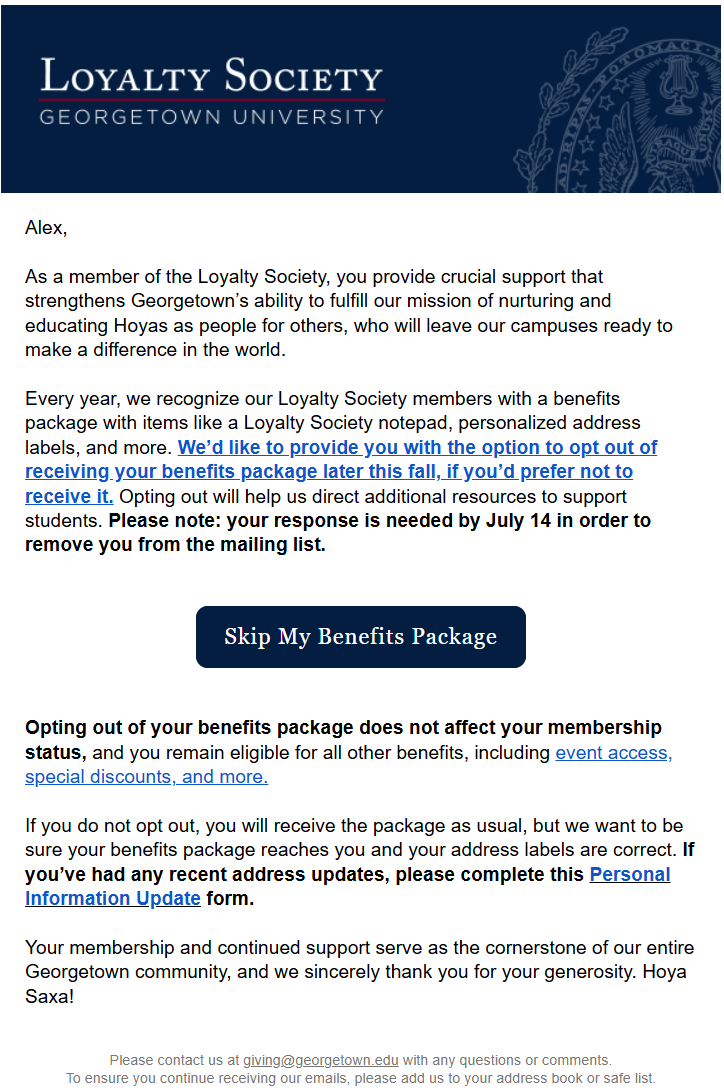 LOYALTY SOCIETY
GEORGETOWN UNIVERSITY
POTOMACI
ADRIPAS
Alex,
As a member of the Loyalty Society, you provide crucial support that
strengthens Georgetown’s ability to fulfill our mission of nurturing and
educating Hoyas as people for others, who will leave our campuses ready to
make a difference in the world.
Every year, we recognize our Loyalty Society members with a benefits
package with items like a Loyalty Society notepad, personalized address
labels, and more. We’d like to provide you with the option to opt out of
receiving your benefits package later this fall, if you’d prefer not to
receive it. Opting out will help us direct additional resources to support
students. Please note: your response is needed by July 14 in order to
remove you from the mailing list.
Skip My Benefits Package
Opting out of your benefits package does not affect your membership
status, and you remain eligible for all other benefits, including event access,
special discounts, and more.
If you do not opt out, you will receive the package as usual, but we want to be
sure your benefits package reaches you and your address labels are correct. If
you’ve had any recent address updates, please complete this Personal
Information Update form.
Your membership and continued support serve as the cornerstone of our entire
Georgetown community, and we sincerely thank you for your generosity. Hoya
Saxa!
Please contact us at giving@georgetown.edu with any questions or comments.
To ensure you continue receiving our emails, please add us to your address book or safe list.